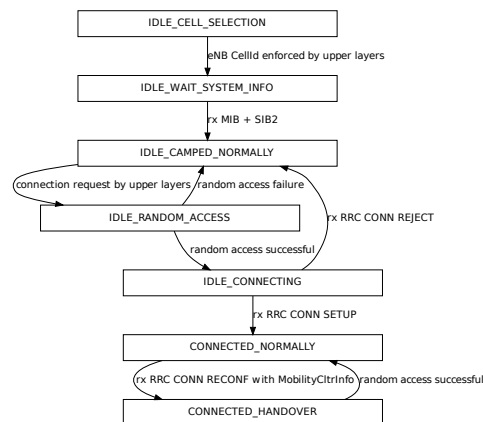 IDLE_CELL_SELECTION
eNB CellId enforced by upper layers
IDLE_WAIT_SYSTEM_INFO
rx MIB + SIB2
IDLE_CAMPED_NORMALLY
connection request by upper layers
random access failure
IDLE_RANDOM_ACCESS
rx RRC CONN REJECT
random access successful
IDLE_CONNECTING
rx RRC CONN SETUP
CONNECTED_NORMALLY
rx RRC CONN RECONF with MobilityCltrInfo
random access successful
CONNECTED_HANDOVER